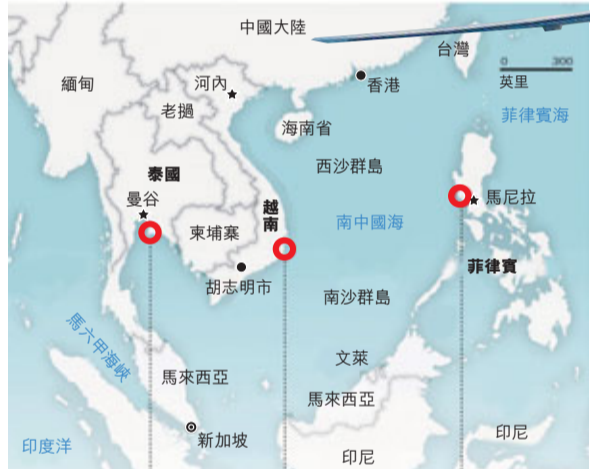 中國大陸
台灣
0 300
英里
緬甸
河內
香港
老撾
海南省
菲律賓海
泰國
西沙群島
曼谷
越南
馬尼拉
柬埔寨
南中國海
菲律賓
胡志明市
南沙群島
馬六甲海峽
文萊
馬來西亞
馬來西亞
新加坡
印度洋
印尼
印尼